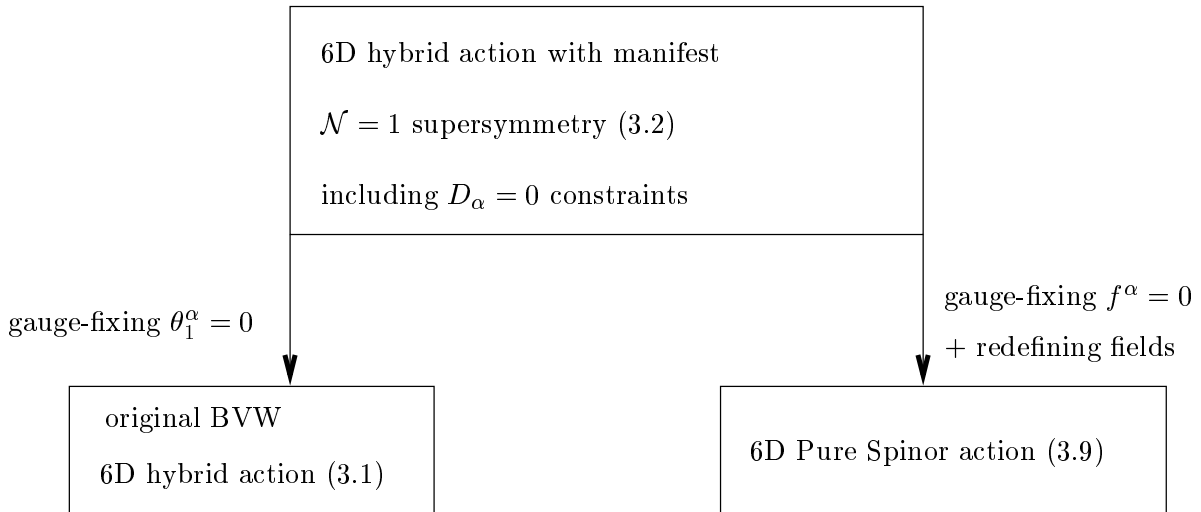 6D hybrid action with manifest
𝒩 = 1 supersymmetry (3.2)
including D_α = 0 constraints
gauge-fixing θ₁^α = 0
gauge-fixing f^α = 0
+ redefining fields
original BVW
6D hybrid action (3.1)
6D Pure Spinor action (3.9)